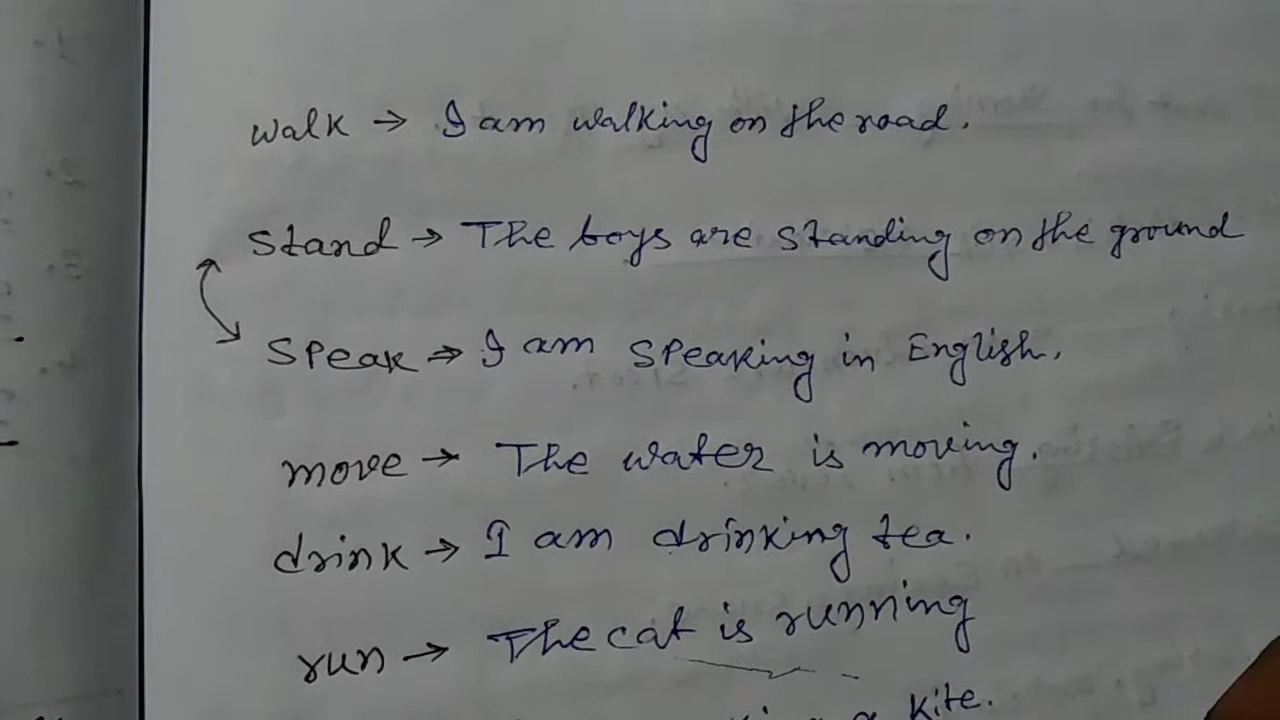 walk → I am walking on the road.
Stand → The boys are standing on the ground
Speak → I am speaking in English.
move → The water is moving.
drink → I am drinking tea.
run → The cat is running
a kite.